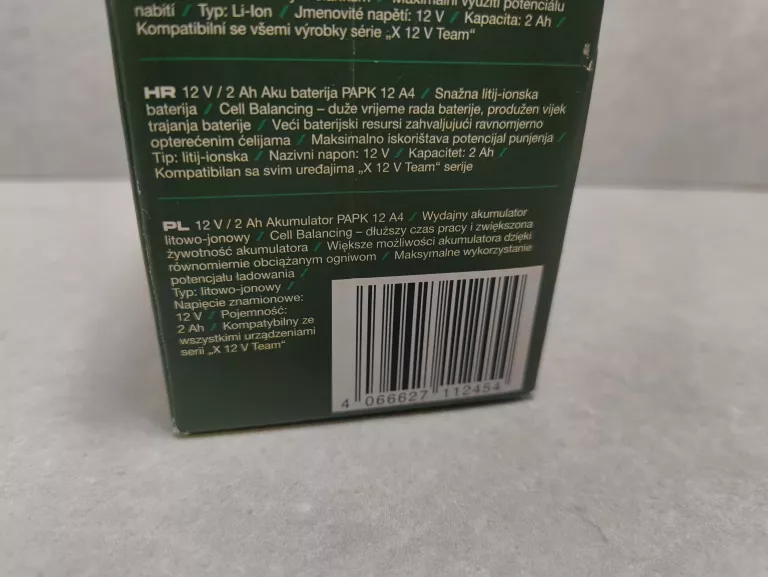 Maximální využití potenciálu
nabití / Typ: Li-Ion / Jmenovité napětí: 12 V / Kapacita: 2 Ah /
Kompatibilní se všemi výrobky série „X 12 V Team“
HR 12 V / 2 Ah Aku baterija PAPK 12 A4 / Snažna litij-ionska
baterija / Cell Balancing – duže vrijeme rada baterije, produžen vijek
trajanja baterije / Veći baterijski resursi zahvaljujući ravnomjerno
opterećenim ćelijama / Maksimalno iskorištava potencijal punjenja /
Tip: litij-ionska / Nazivni napon: 12 V / Kapacitet: 2 Ah /
Kompatibilan sa svim uređajima „X 12 V Team“ serije
PL 12 V / 2 Ah Akumulator PAPK 12 A4 / Wydajny akumulator
litowo-jonowy / Cell Balancing – dłuższy czas pracy i zwiększona
żywotność akumulatora / Większe możliwości akumulatora dzięki
równomiernie obciążanym ogniwom / Maksymalne wykorzystanie
potencjału ładowania /
Typ: litowo-jonowy /
Napięcie znamionowe:
12 V / Pojemność:
2 Ah / Kompatybilny ze
wszystkimi urządzeniami
serii „X 12 V Team“
4 066627 112454